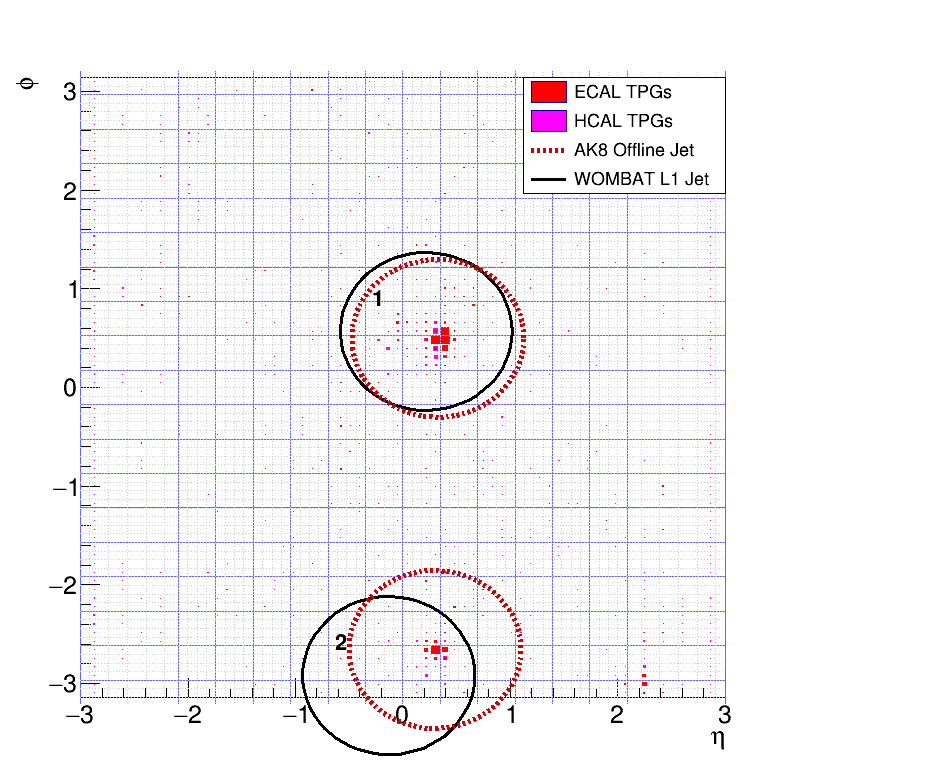 ϕ
3
2
1
0
−1
−2
−3
ECAL TPGs
HCAL TPGs
AK8 Offline Jet
WOMBAT L1 Jet
1
2
−3 −2 −1 0 1 2 3
η